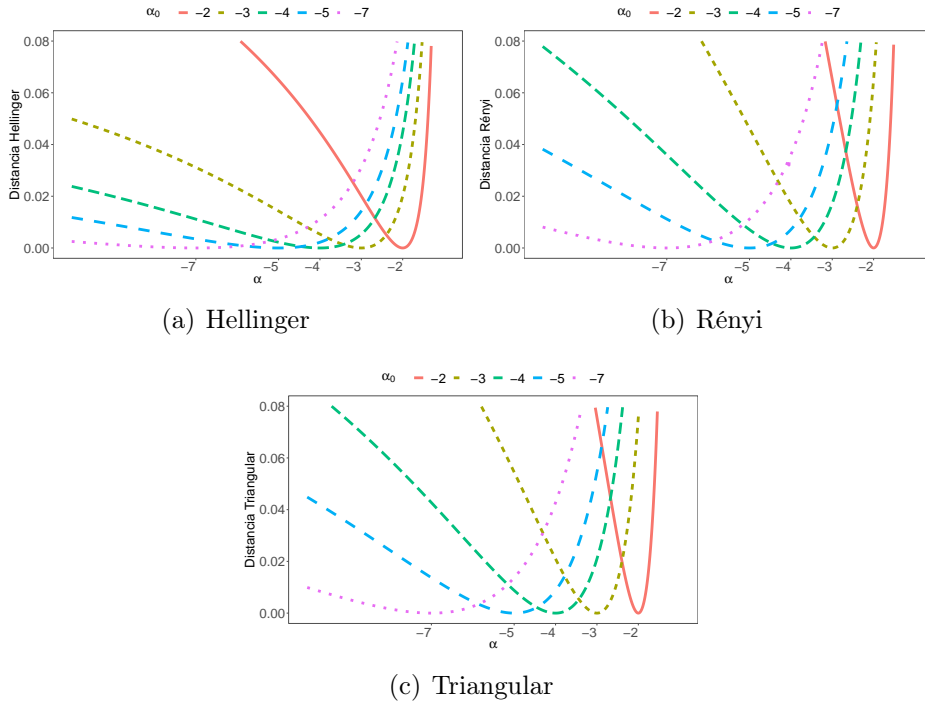 α₀ −2 −3 −4 −5 −7
Distancia Hellinger
0.08
0.06
0.04
0.02
0.00
−7 −5 −4 −3 −2
α
(a) Hellinger
α₀ −2 −3 −4 −5 −7
Distancia Rényi
0.08
0.06
0.04
0.02
0.00
−7 −5 −4 −3 −2
α
(b) Rényi
α₀ −2 −3 −4 −5 −7
Distancia Triangular
0.08
0.06
0.04
0.02
0.00
−7 −5 −4 −3 −2
α
(c) Triangular